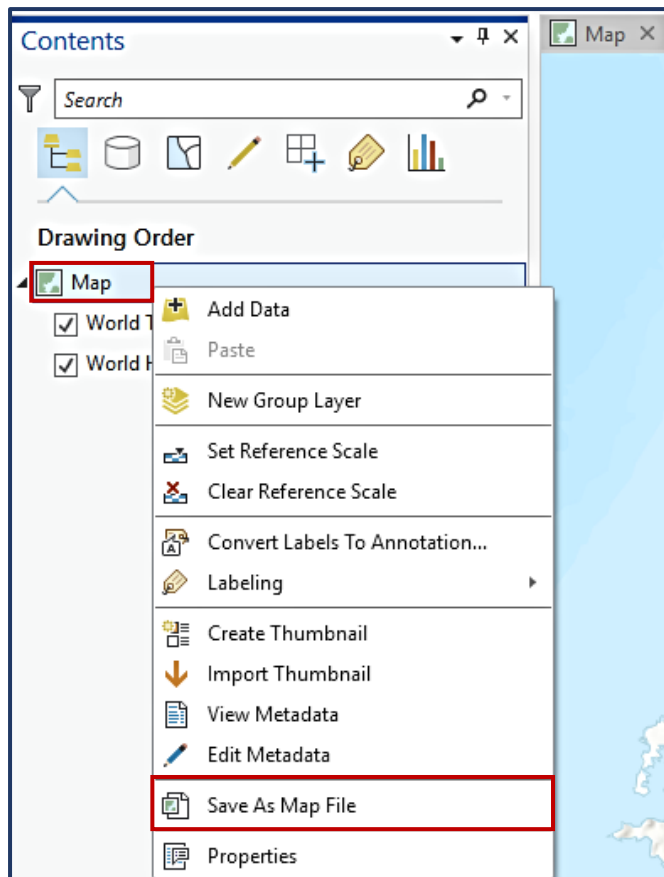 Contents
Map
Search
Drawing Order
Map
World
World
Add Data
Paste
New Group Layer
Set Reference Scale
Clear Reference Scale
Convert Labels To Annotation...
Labeling
Create Thumbnail
Import Thumbnail
View Metadata
Edit Metadata
Save As Map File
Properties